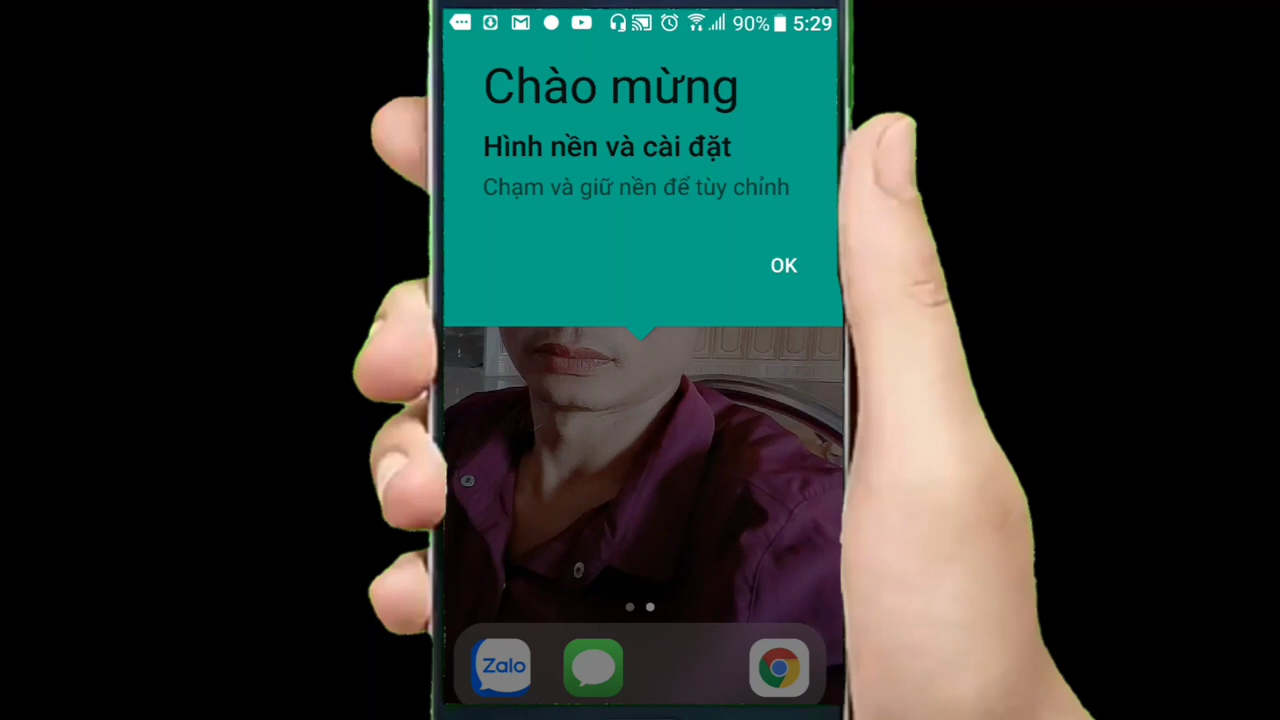 90% 5:29
Chào mừng
Hình nền và cài đặt
Chạm và giữ nền để tùy chỉnh
OK
Zalo